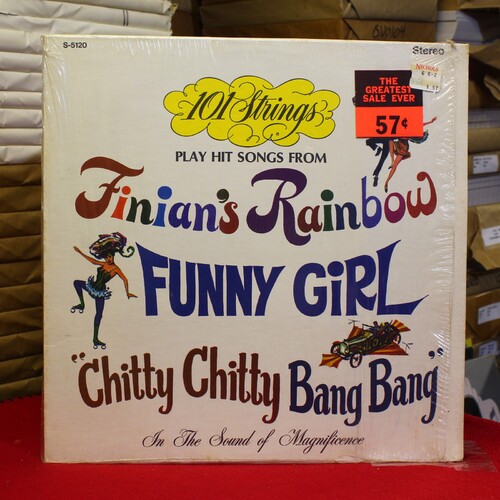 S-5120
Stereo
NICHOLS
THE
GREATEST
SALE EVER
57¢
101 Strings
PLAY HIT SONGS FROM
Finian's Rainbow
FUNNY GiRL
"Chitty Chitty Bang Bang"
In The Sound of Magnificence